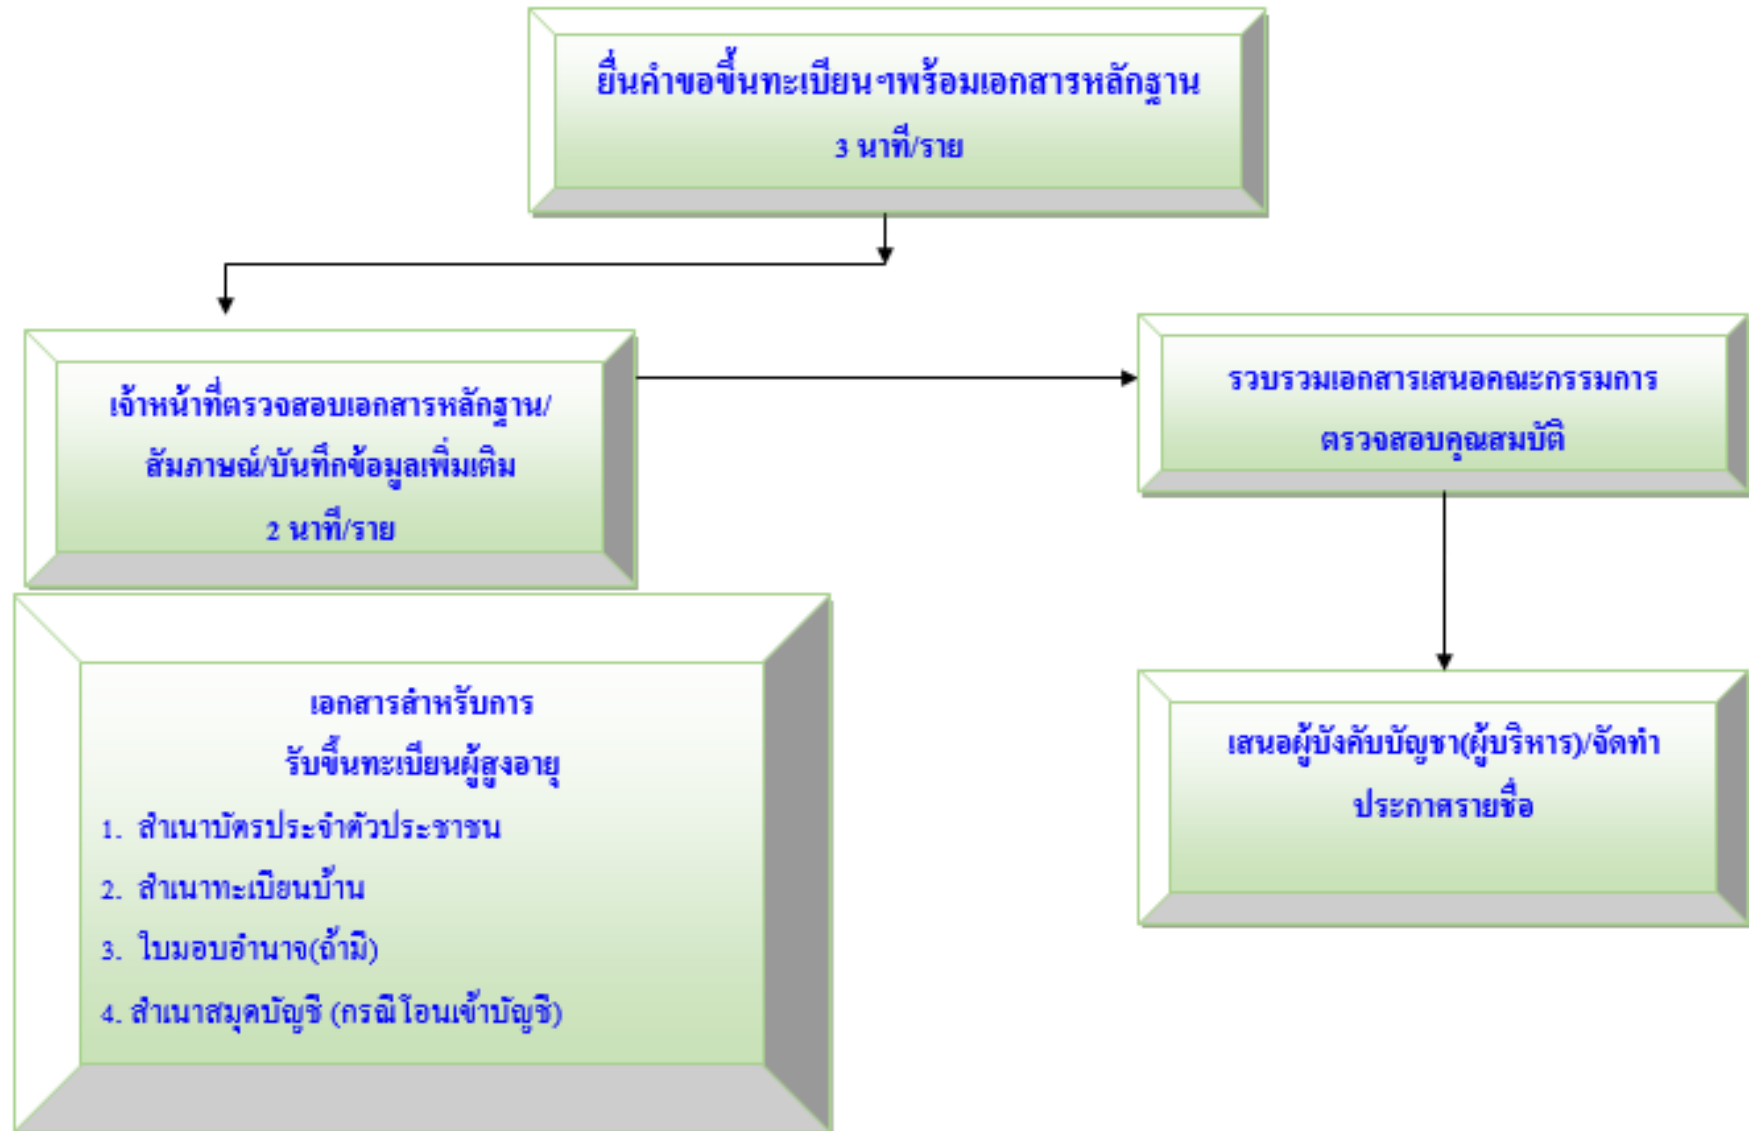 ยื่นคำขอขึ้นทะเบียนฯพร้อมเอกสารหลักฐาน
3 นาที/ราย
เจ้าหน้าที่ตรวจสอบเอกสารหลักฐาน/
สัมภาษณ์/บันทึกข้อมูลเพิ่มเติม
2 นาที/ราย
รวบรวมเอกสารเสนอคณะกรรมการ
ตรวจสอบคุณสมบัติ
เอกสารสำหรับการ
รับขึ้นทะเบียนผู้สูงอายุ
1. สำเนาบัตรประจำตัวประชาชน
2. สำเนาทะเบียนบ้าน
3. ใบมอบอำนาจ(ถ้ามี)
4. สำเนาสมุดบัญชี (กรณีโอนเข้าบัญชี)
เสนอผู้บังคับบัญชา(ผู้บริหาร)/จัดทำ
ประกาศรายชื่อ